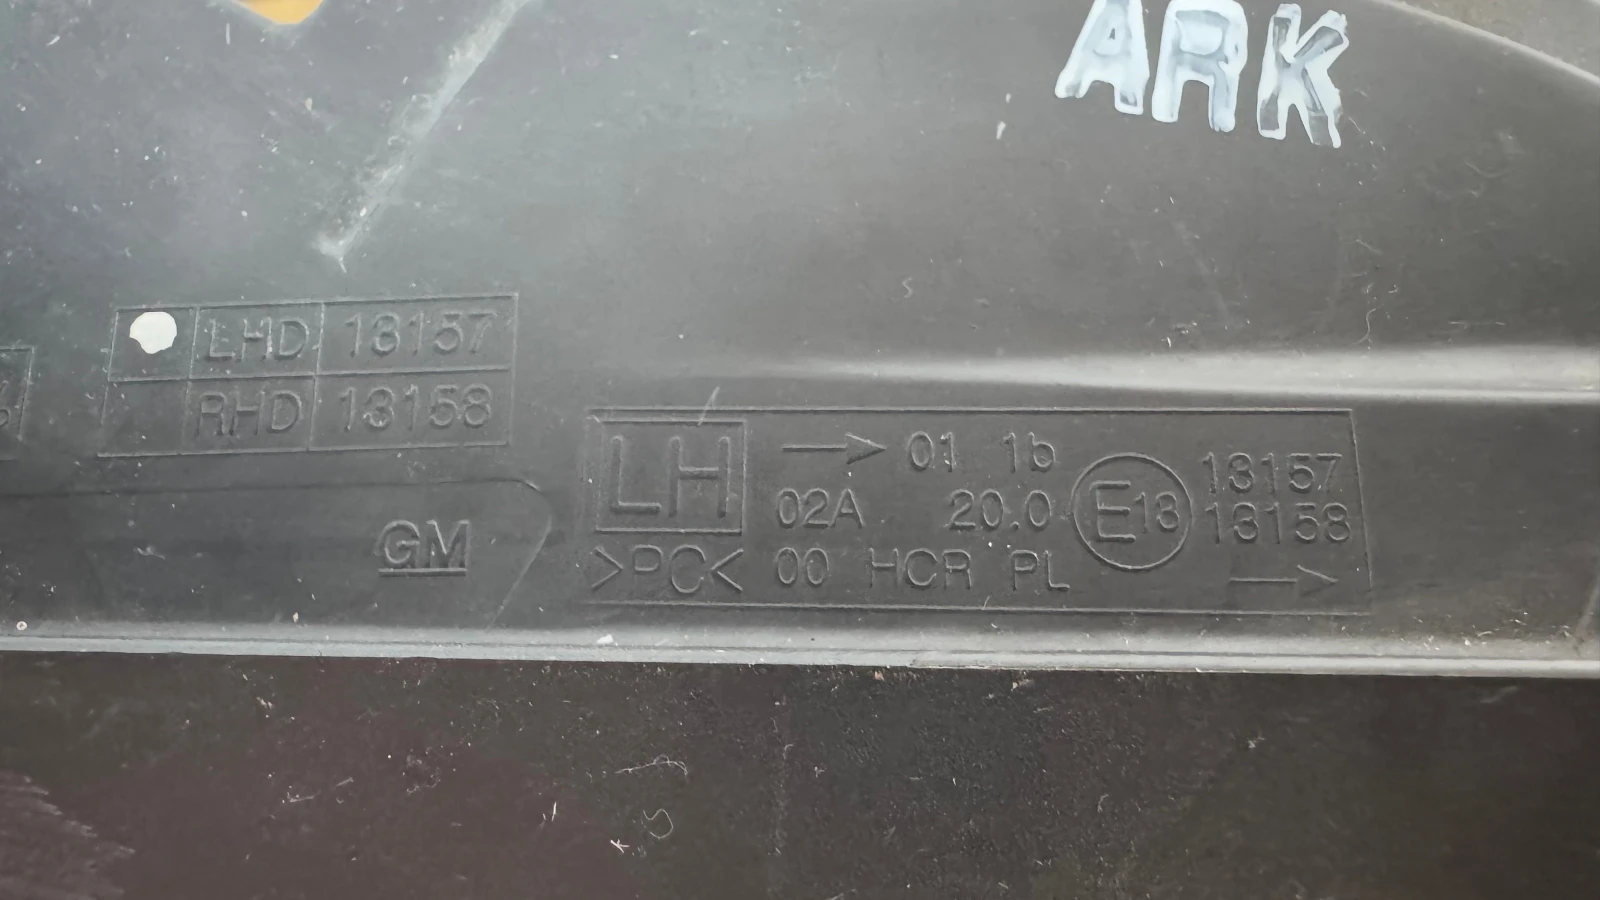 ARK
LHD 13157
RHD 13158
GM
LH → 01 1b
02A 20.0 E13 13157
13158
>PC< 00 HCR PL →